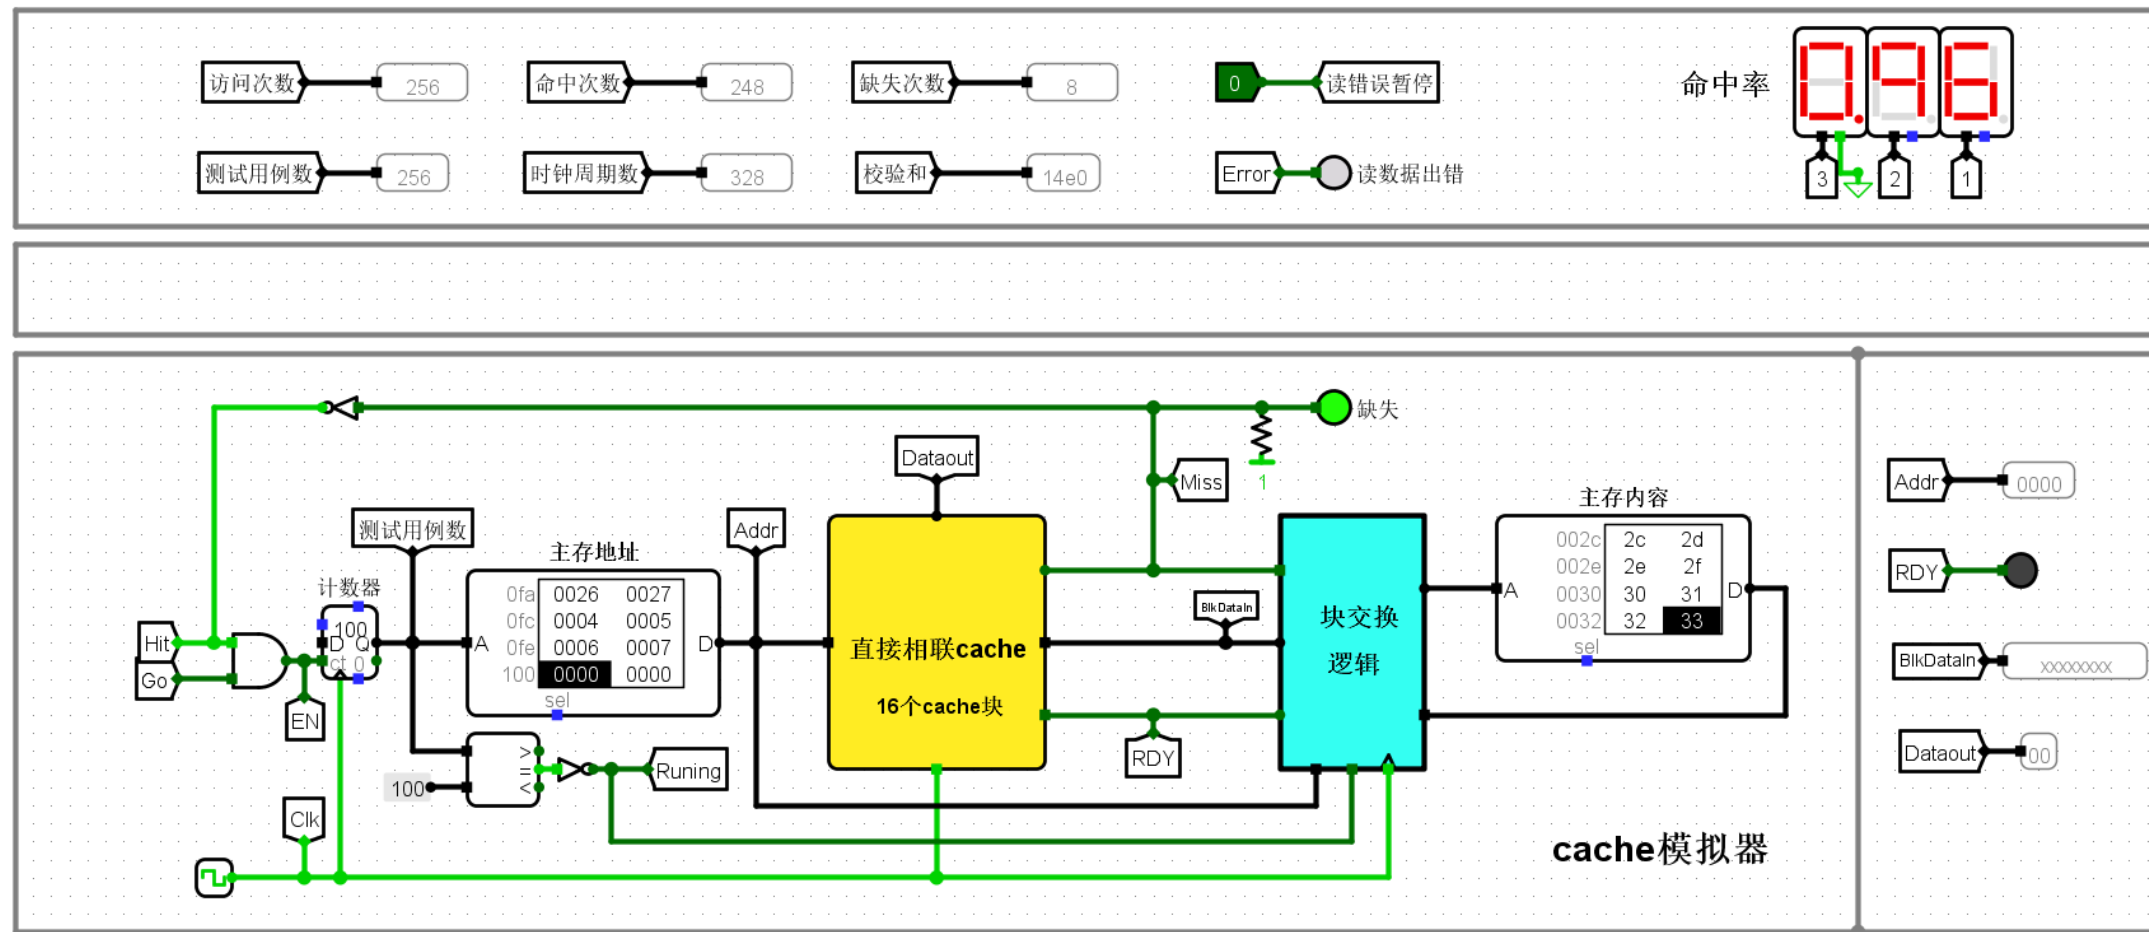 访问次数 256 命中次数 248 缺失次数 8 0 读错误暂停 命中率 0.96
测试用例数 256 时钟周期数 328 校验和 14e0 Error 读数据出错 3 2 1
缺失
Dataout
Miss 1
测试用例数 主存地址 Addr 主存内容
Addr 0000
计数器
0fa 0026 0027
0fc 0004 0005
0fe 0006 0007
100 0000 0000
A D sel
002c 2c 2d
002e 2e 2f
0030 30 31
0032 32 33
A D sel
RDY
Hit
Go
100
D Q
ct 0
EN
直接相联cache
16个cache块
BlkDataIn
块交换
逻辑
BlkDataIn xxxxxxxx
RDY
Dataout 00
100
>
=
<
Runing
Clk
cache模拟器